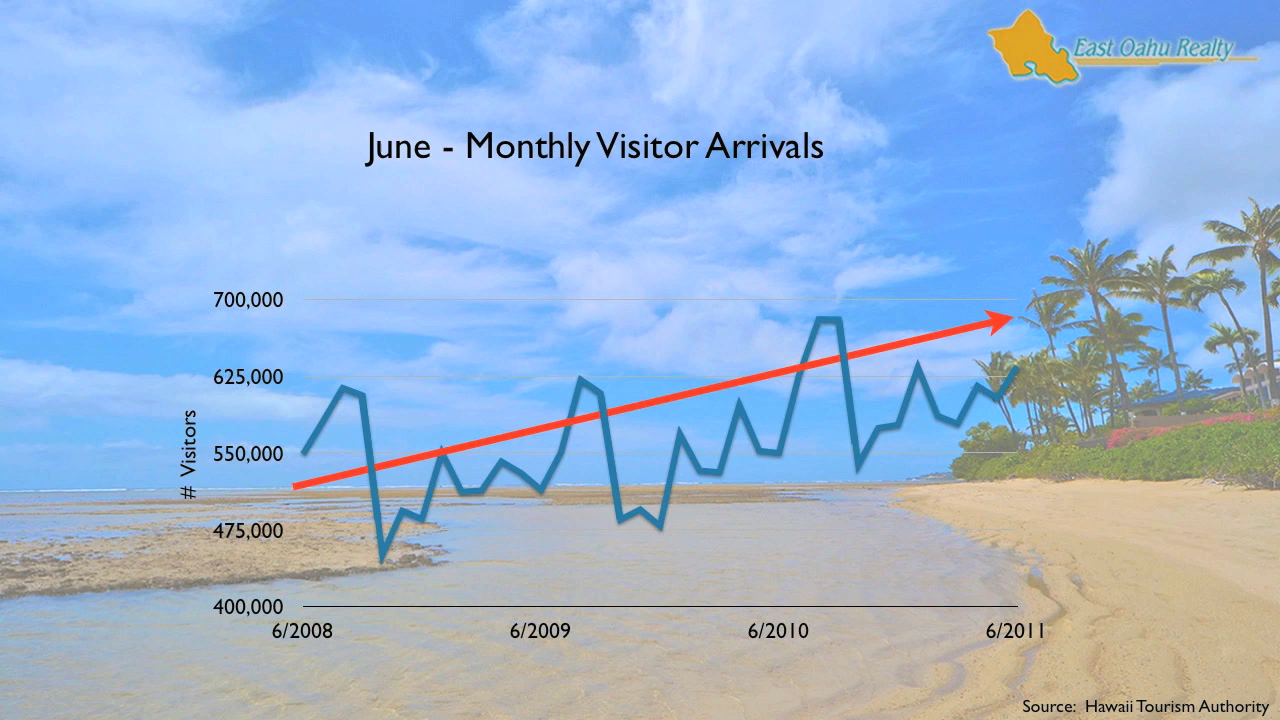 East Oahu Realty
June - Monthly Visitor Arrivals
700,000
625,000
550,000
475,000
400,000
# Visitors
6/2008 6/2009 6/2010 6/2011
Source: Hawaii Tourism Authority